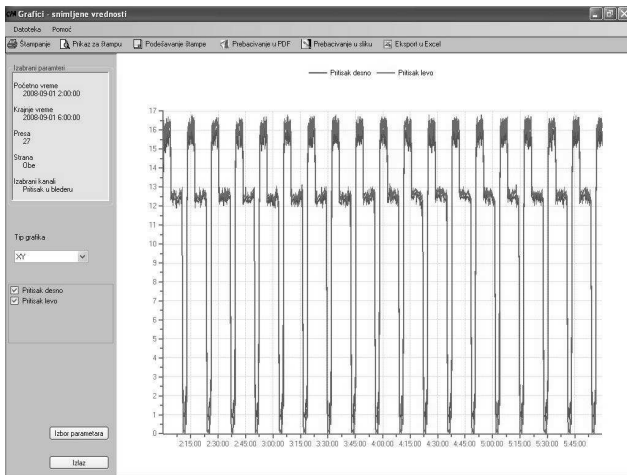 Grafici - snimljene vrednosti
Datoteka Pomoć
Štampanje Prikaz za štampu Podešavanje štampe Prebacivanje u PDF Prebacivanje u sliku Eksport u Excel
Izabrani paramteri
Početno vreme
2008-09-01 2:00:00
Krajnje vreme
2008-09-01 6:00:00
Presa
27
Strana
Obe
Izabrani kanali
Pritisak u blederu
Tip grafika
XY
Pritisak desno
Pritisak levo
Izbor parametara
Izlaz
Pritisak desno Pritisak levo
17
16
15
14
13
12
11
10
9
8
7
6
5
4
3
2
1
0
2:15:00 2:30:00 2:45:00 3:00:00 3:15:00 3:30:00 3:45:00 4:00:00 4:15:00 4:30:00 4:45:00 5:00:00 5:15:00 5:30:00 5:45:00